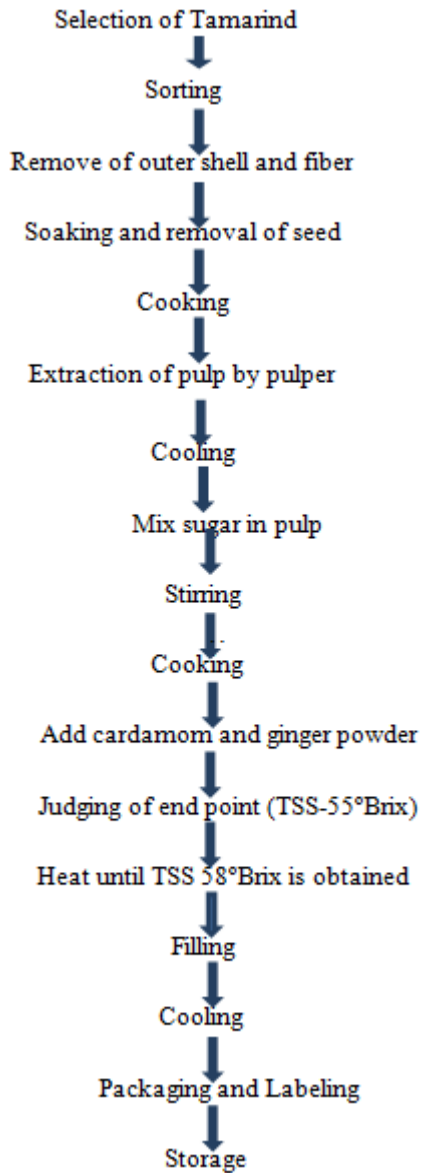 Selection of Tamarind
Sorting
Remove of outer shell and fiber
Soaking and removal of seed
Cooking
Extraction of pulp by pulper
Cooling
Mix sugar in pulp
Stirring
Cooking
Add cardamom and ginger powder
Judging of end point (TSS-55°Brix)
Heat until TSS 58°Brix is obtained
Filling
Cooling
Packaging and Labeling
Storage